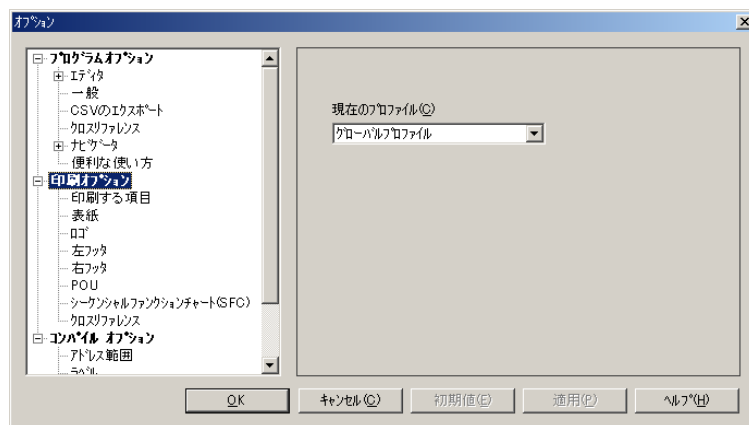 オプション
プログラムオプション
エディタ
一般
CSVのエクスポート
クロスリファレンス
ナビゲータ
便利な使い方
印刷オプション
印刷する項目
表紙
ロゴ
左フッタ
右フッタ
POU
シーケンシャルファンクションチャート(SFC)
クロスリファレンス
コンパイル オプション
アドレス範囲
ラベル
現在のプロファイル(C)
グローバルプロファイル
OK
キャンセル(C)
初期値(E)
適用(P)
ヘルプ(H)